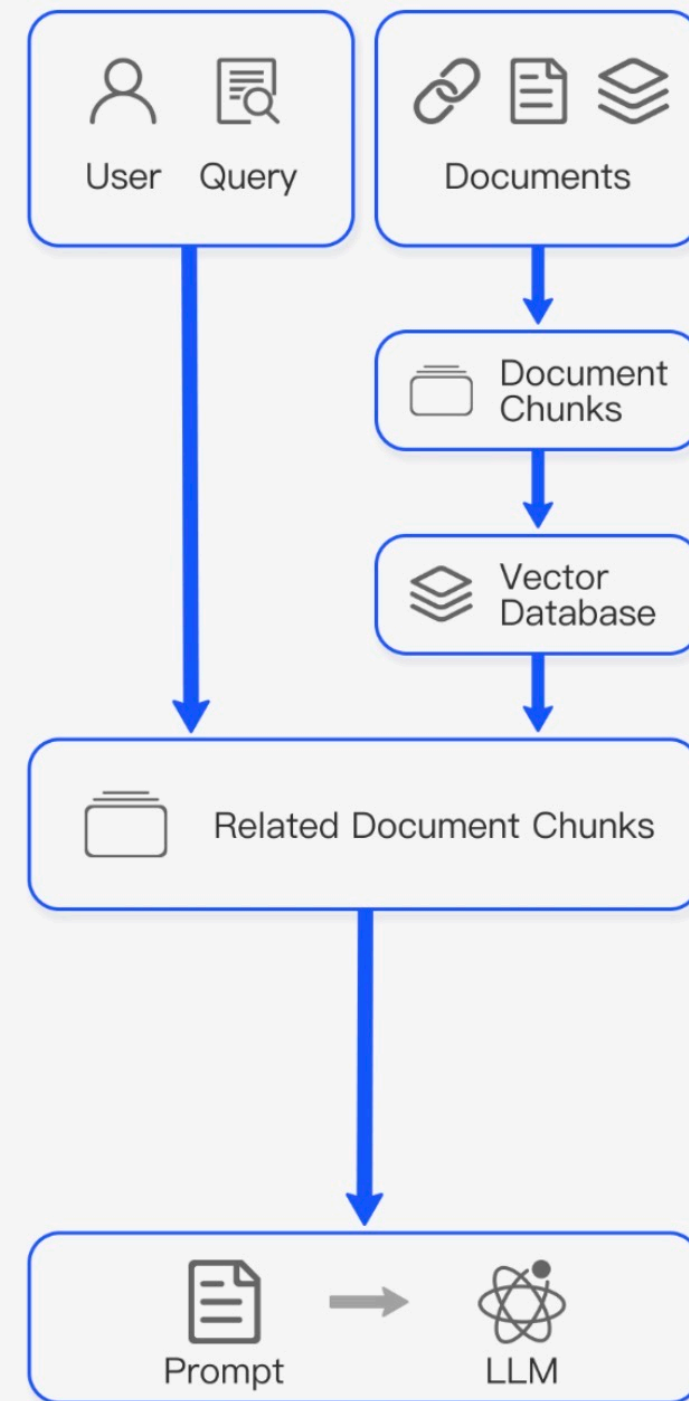 User Query
Documents
Document
Chunks
Vector
Database
Related Document Chunks
Prompt
LLM